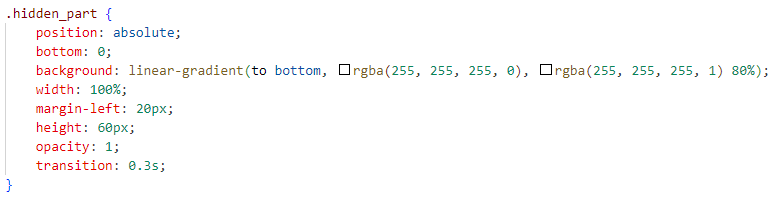 .hidden_part {
    position: absolute;
    bottom: 0;
    background: linear-gradient(to bottom, rgba(255, 255, 255, 0), rgba(255, 255, 255, 1) 80%);
    width: 100%;
    margin-left: 20px;
    height: 60px;
    opacity: 1;
    transition: 0.3s;
}